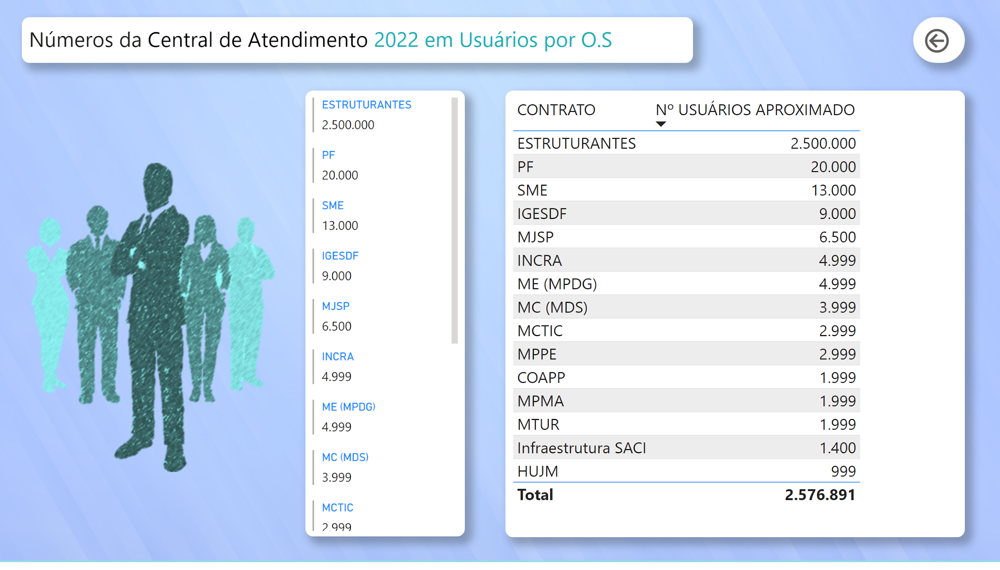 Números da Central de Atendimento 2022 em Usuários por O.S
ESTRUTURANTES
2.500.000
PF
20.000
SME
13.000
IGESDF
9.000
MJSP
6.500
INCRA
4.999
ME (MPDG)
4.999
MC (MDS)
3.999
MCTIC
2.999
CONTRATO Nº USUÁRIOS APROXIMADO
ESTRUTURANTES 2.500.000
PF 20.000
SME 13.000
IGESDF 9.000
MJSP 6.500
INCRA 4.999
ME (MPDG) 4.999
MC (MDS) 3.999
MCTIC 2.999
MPPE 2.999
COAPP 1.999
MPMA 1.999
MTUR 1.999
Infraestrutura SACI 1.400
HUJM 999
Total 2.576.891